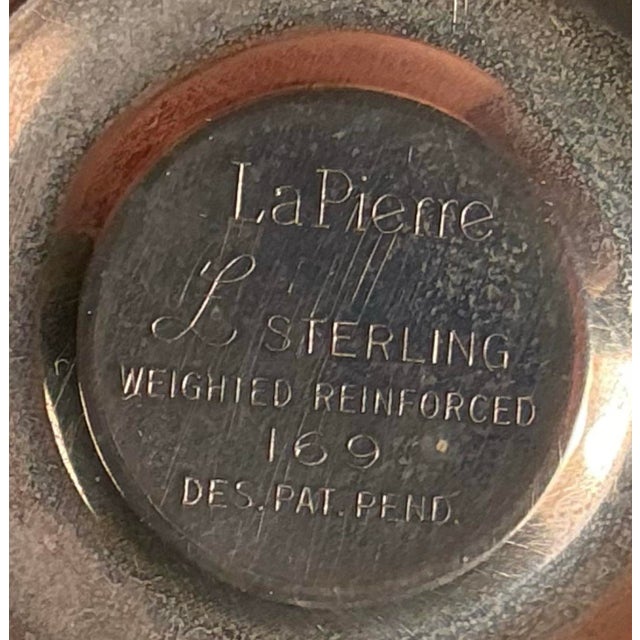 LaPierre
L STERLING
WEIGHTED REINFORCED
169
DES. PAT. PEND.